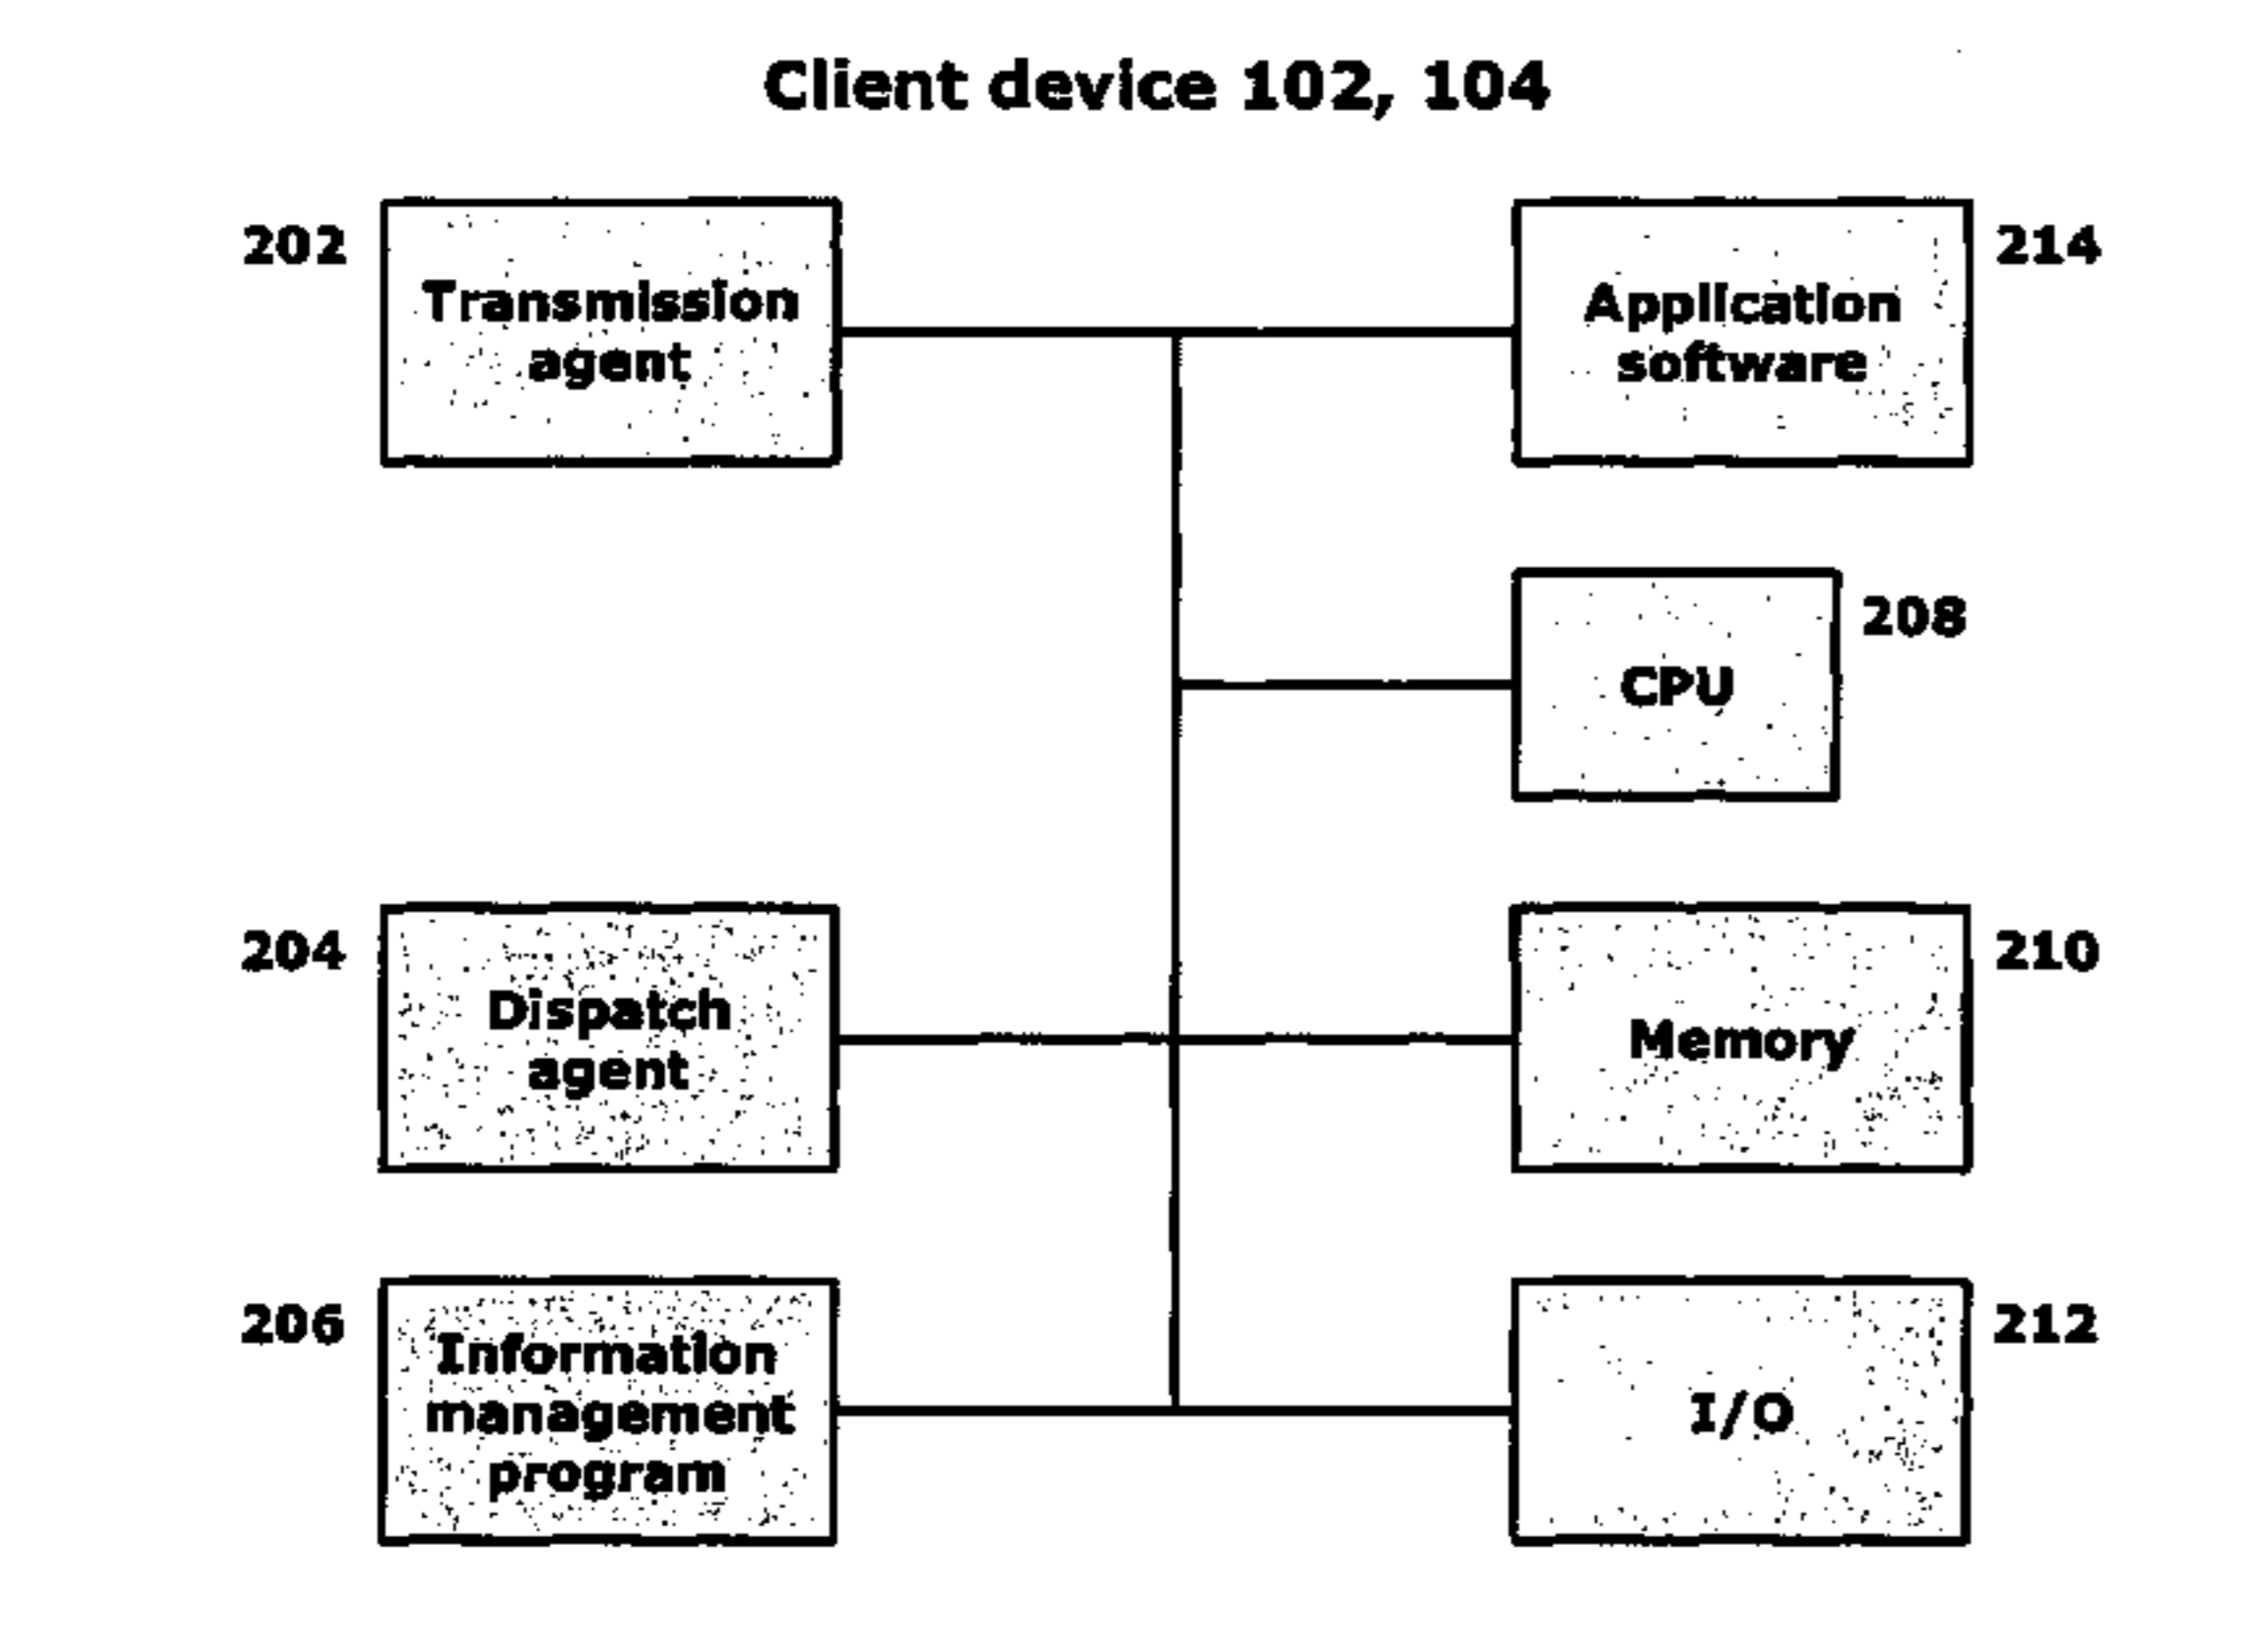 Client device 102, 104
202
Transmission
agent
214
Application
software
208
CPU
204
Dispatch
agent
210
Memory
206
Information
management
program
212
I/O